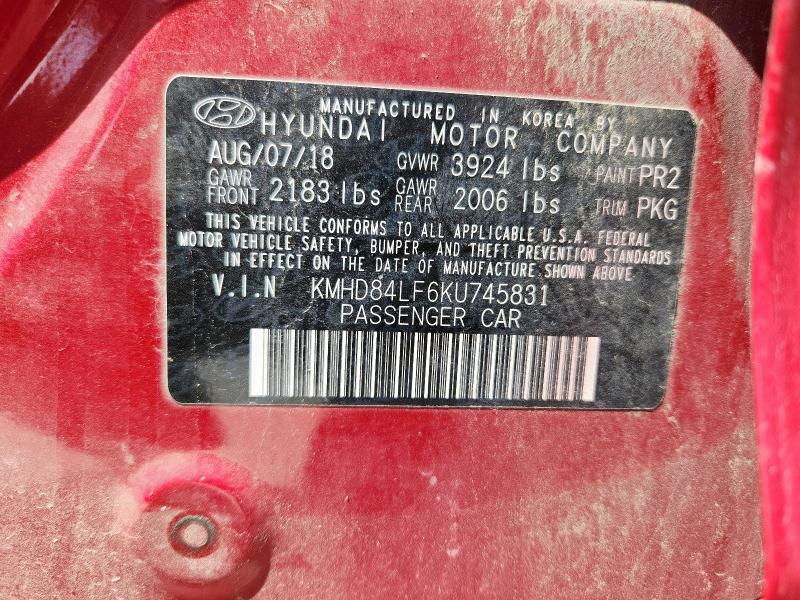 MANUFACTURED IN KOREA BY
HYUNDAI MOTOR COMPANY
AUG/07/18 GVWR 3924 lbs PAINT PR2
GAWR FRONT 2183 lbs GAWR REAR 2006 lbs TRIM PKG
THIS VEHICLE CONFORMS TO ALL APPLICABLE U.S.A. FEDERAL
MOTOR VEHICLE SAFETY, BUMPER, AND THEFT PREVENTION STANDARDS
IN EFFECT ON THE DATE OF MANUFACTURE SHOWN ABOVE
V.I.N KMHD84LF6KU745831
PASSENGER CAR